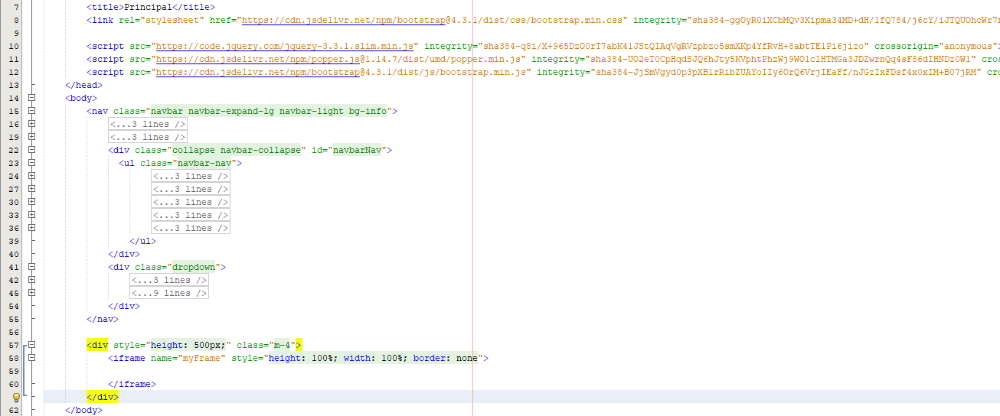 7 <title>Principal</title>
8 <link rel="stylesheet" href="https://cdn.jsdelivr.net/npm/bootstrap@4.3.1/dist/css/bootstrap.min.css" integrity="sha384-ggOyR0iXCbMQv3Xipma34MD+dH/1fQ784/j6cY/iJTQUOhcWr7x
9
10 <script src="https://code.jquery.com/jquery-3.3.1.slim.min.js" integrity="sha384-q8i/X+965DzO0rT7abK41JStQIAqVgRVzpbzo5smXKp4YfRvH+8abtTE1Pi6jizo" crossorigin="anonymous"
11 <script src="https://cdn.jsdelivr.net/npm/popper.js@1.14.7/dist/umd/popper.min.js" integrity="sha384-UO2eT0CpHqdSJQ6hJty5KVphtPhzWj9WO1clHTMGa3JDZwrnQq4sF86dIHNDz0W1" cros
12 <script src="https://cdn.jsdelivr.net/npm/bootstrap@4.3.1/dist/js/bootstrap.min.js" integrity="sha384-JjSmVgyd0p3pXB1rRibZUAYoIIy6OrQ6VrjIEaFf/nJGzIxFDsf4x0xIM+B07jRM" cro
13 </head>
14 <body>
15 <nav class="navbar navbar-expand-lg navbar-light bg-info">
16 <...3 lines />
19 <...3 lines />
22 <div class="collapse navbar-collapse" id="navbarNav">
23 <ul class="navbar-nav">
24 <...3 lines />
27 <...3 lines />
30 <...3 lines />
33 <...3 lines />
36 <...3 lines />
39 </ul>
40 </div>
41 <div class="dropdown">
42 <...3 lines />
45 <...9 lines />
54 </div>
55 </nav>
56
57 <div style="height: 500px;" class="m-4">
58 <iframe name="myFrame" style="height: 100%; width: 100%; border: none">
59
60 </iframe>
</div>
62 </body>